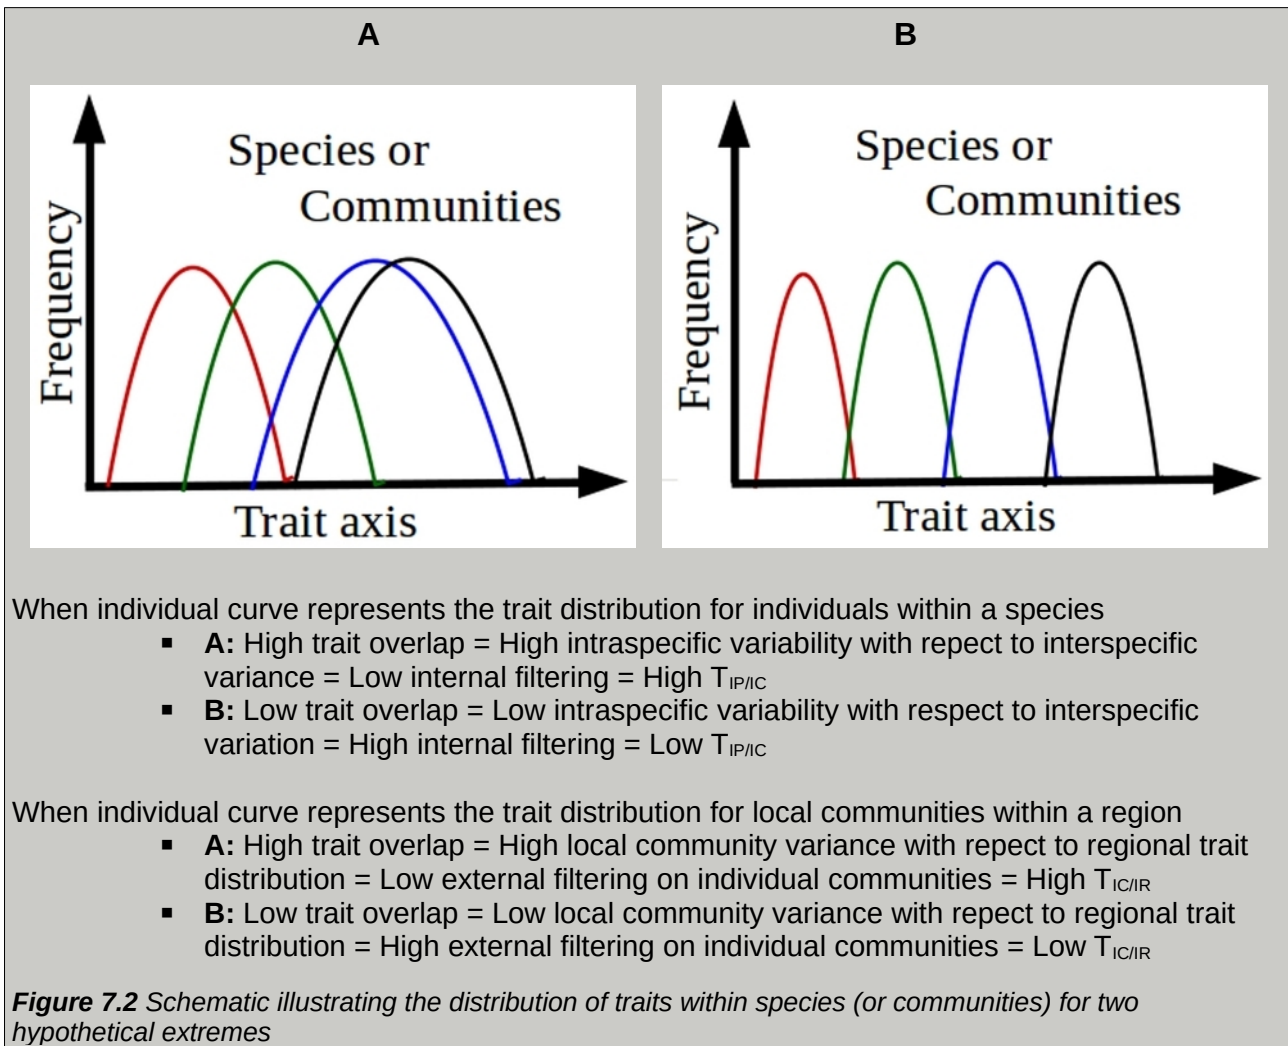 A
B
Species or
Communities
Frequency
Trait axis
Species or
Communities
Frequency
Trait axis
When individual curve represents the trait distribution for individuals within a species
▪ A: High trait overlap = High intraspecific variability with repect to interspecific
variance = Low internal filtering = High TIP/IC
▪ B: Low trait overlap = Low intraspecific variability with respect to interspecific
variation = High internal filtering = Low TIP/IC
When individual curve represents the trait distribution for local communities within a region
▪ A: High trait overlap = High local community variance with repect to regional trait
distribution = Low external filtering on individual communities = High TIC/IR
▪ B: Low trait overlap = Low local community variance with repect to regional trait
distribution = High external filtering on individual communities = Low TIC/IR
Figure 7.2 Schematic illustrating the distribution of traits within species (or communities) for two
hypothetical extremes